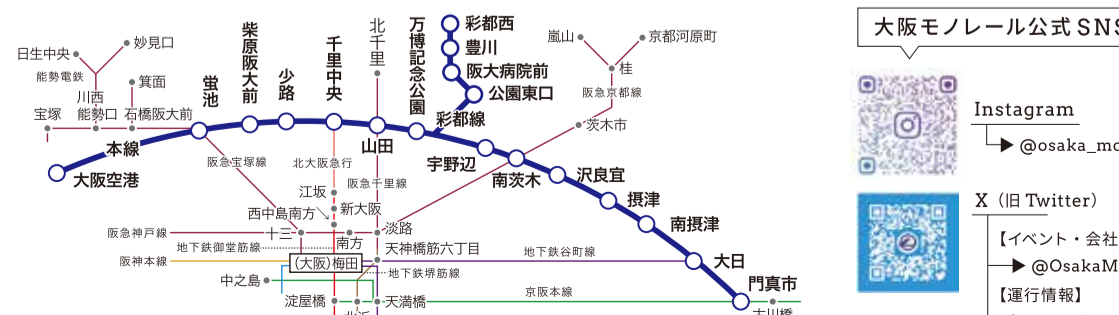 日生中央
妙見口
能勢電鉄
箕面
川西
能勢口
宝塚
石橋阪大前
蛍池
柴原阪大前
少路
千里中央
北千里
万博記念公園
彩都西
豊川
阪大病院前
公園東口
彩都線
嵐山
京都河原町
桂
阪急京都線
茨木市
本線
大阪空港
山田
宇野辺
南茨木
沢良宜
摂津
南摂津
大日
門真市
阪急宝塚線
北大阪急行
阪急千里線
江坂
西中島南方
新大阪
阪急神戸線
十三
南方
淡路
地下鉄御堂筋線
天神橋筋六丁目
阪神本線
(大阪)梅田
地下鉄谷町線
地下鉄堺筋線
中之島
淀屋橋
天満橋
京阪本線
大阪モノレール公式SNS
Instagram
@osaka_mo
X（旧 Twitter）
【イベント・会社
@OsakaM
【運行情報】